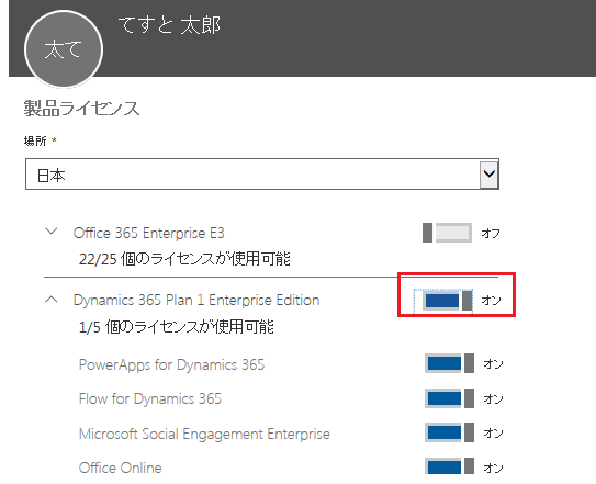 太て
てすと 太郎
製品ライセンス
場所 *
日本
Office 365 Enterprise E3
オフ
22/25 個のライセンスが使用可能
Dynamics 365 Plan 1 Enterprise Edition
オン
1/5 個のライセンスが使用可能
PowerApps for Dynamics 365
オン
Flow for Dynamics 365
オン
Microsoft Social Engagement Enterprise
オン
Office Online
オン